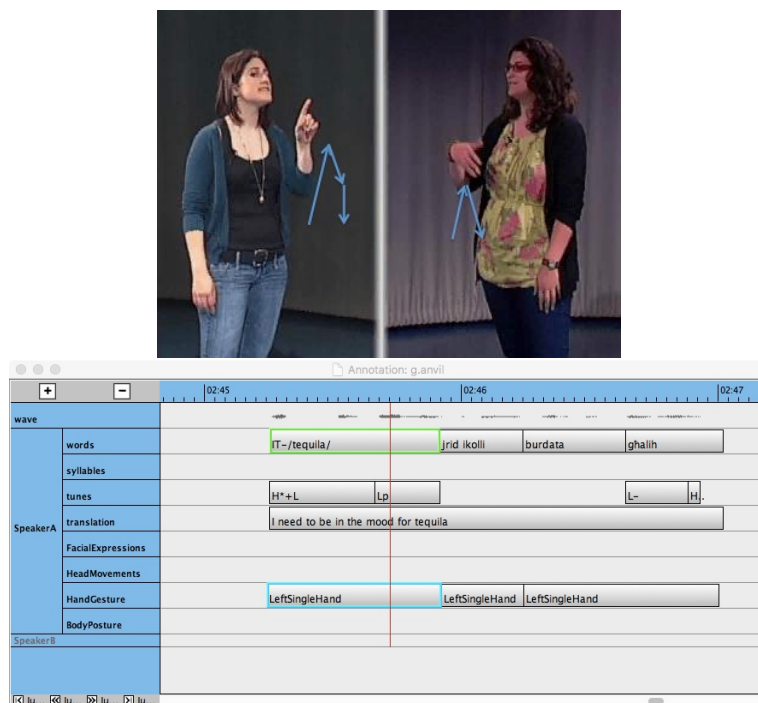 Annotation: g.anvil
+ − 02:45 02:46 02:47
wave
SpeakerA
words IT-/tequila/ jrid ikolli burdata għalih
syllables
tunes H*+L Lp L- H..
translation I need to be in the mood for tequila
FacialExpressions
HeadMovements
HandGesture LeftSingleHand LeftSingleHand LeftSingleHand
BodyPosture
SpeakerB